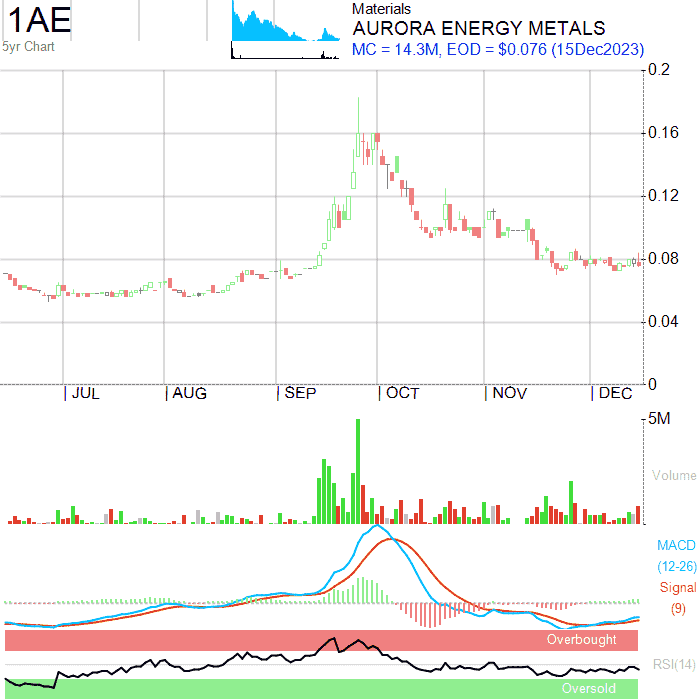 1AE
5yr Chart
Materials
AURORA ENERGY METALS
MC = 14.3M, EOD = $0.076 (15Dec2023)
0.2
0.16
0.12
0.08
0.04
0
JUL AUG SEP OCT NOV DEC
5M
Volume
MACD
(12-26)
Signal
(9)
Overbought
RSI(14)
Oversold